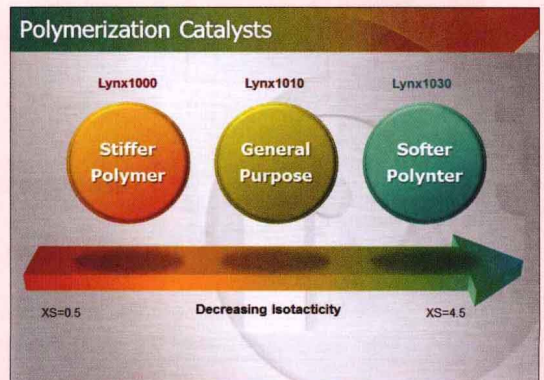 Polymerization Catalysts
Lynx1000 Lynx1010 Lynx1030
Stiffer Polymer
General Purpose
Softer Polynter
XS=0.5 Decreasing Isotacticity XS=4.5